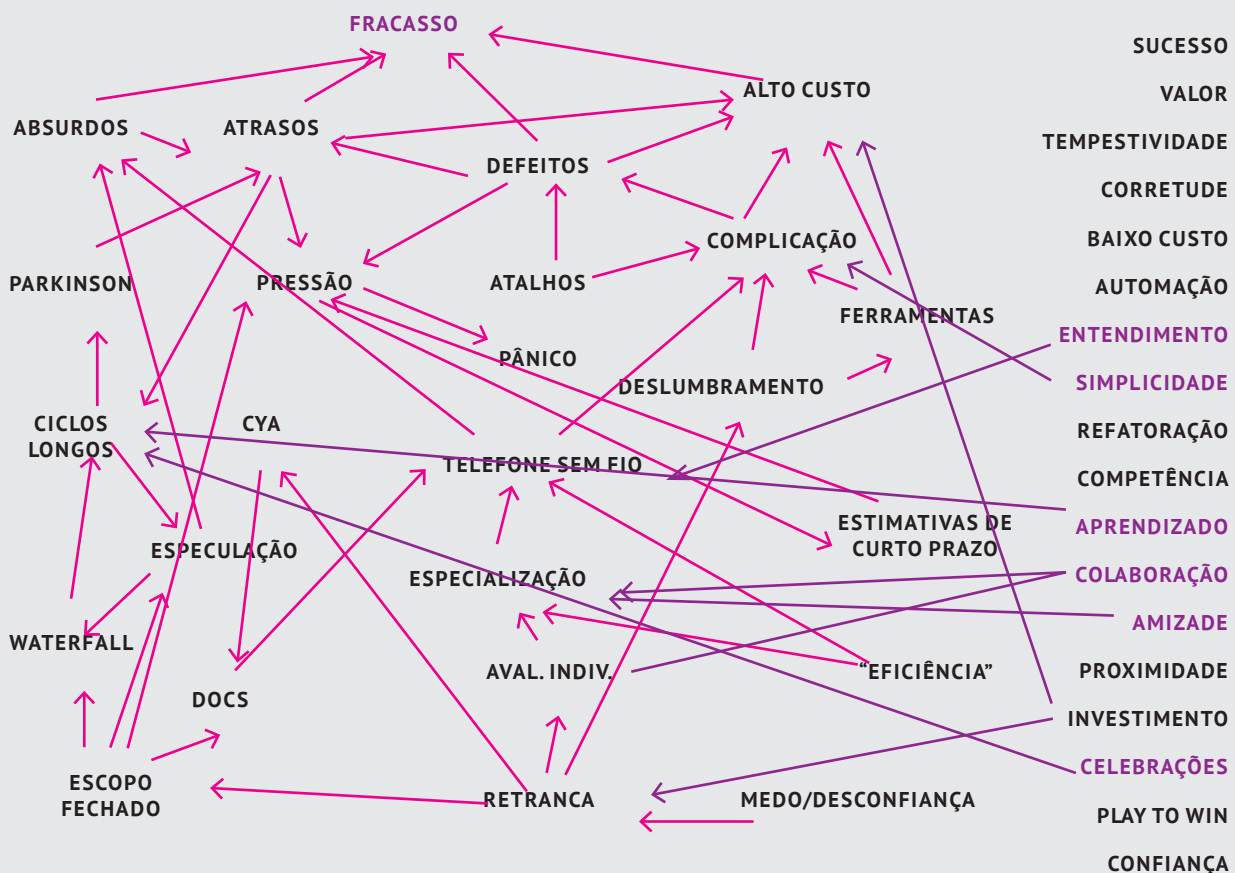 FRACASSO
SUCESSO
ALTO CUSTO
VALOR
ABSURDOS
ATRASOS
TEMPESTIVIDADE
DEFEITOS
CORRETUDE
COMPLICAÇÃO
BAIXO CUSTO
PARKINSON
PRESSÃO
ATALHOS
AUTOMAÇÃO
FERRAMENTAS
ENTENDIMENTO
PÂNICO
DESLUMBRAMENTO
SIMPLICIDADE
CICLOS
LONGOS
CYA
REFATORAÇÃO
TELEFONE SEM FIO
COMPETÊNCIA
ESTIMATIVAS DE
CURTO PRAZO
APRENDIZADO
ESPECULAÇÃO
ESPECIALIZAÇÃO
COLABORAÇÃO
AMIZADE
WATERFALL
AVAL. INDIV.
“EFICIÊNCIA”
PROXIMIDADE
DOCS
INVESTIMENTO
CELEBRAÇÕES
ESCOPO
FECHADO
RETRANCA
MEDO/DESCONFIANÇA
PLAY TO WIN
CONFIANÇA